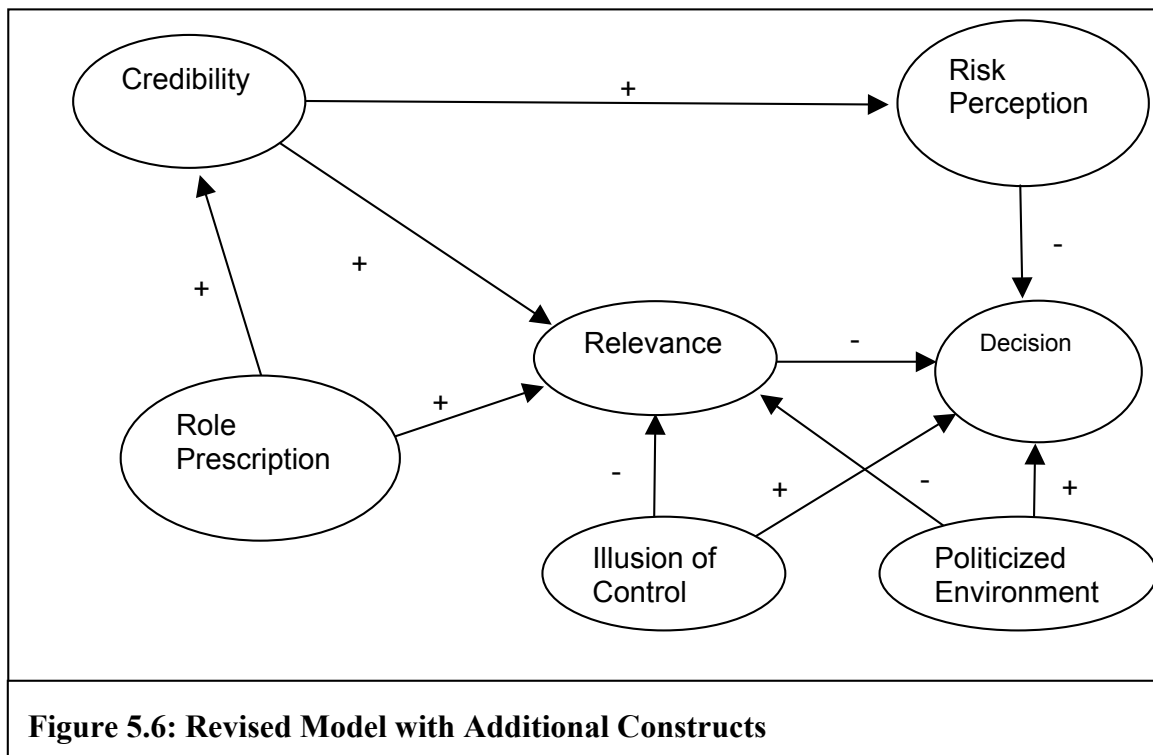 Credibility
Risk
Perception
+
+
+
-
Relevance
-
Decision
Role
Prescription
+
-
+
-
+
Illusion of
Control
Politicized
Environment
Figure 5.6: Revised Model with Additional Constructs